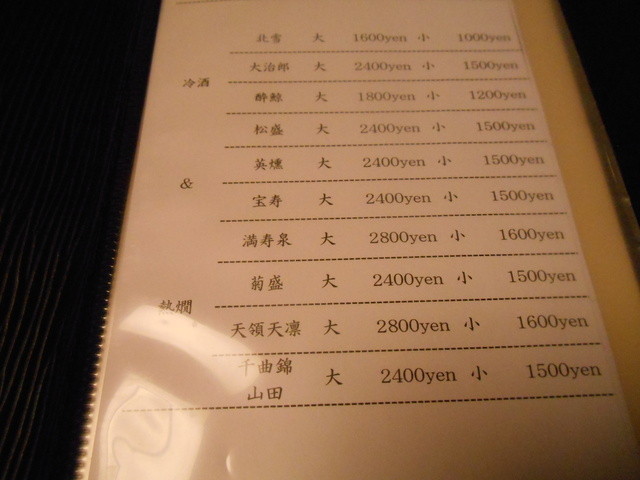 北雪 大 1600yen 小 1000yen
大治郎 大 2400yen 小 1500yen
冷酒
酔鯨 大 1800yen 小 1200yen
松盛 大 2400yen 小 1500yen
英燻 大 2400yen 小 1500yen
&
宝寿 大 2400yen 小 1500yen
満寿泉 大 2800yen 小 1600yen
菊盛 大 2400yen 小 1500yen
熱燗
天領天凛 大 2800yen 小 1600yen
千曲錦
山田 大 2400yen 小 1500yen